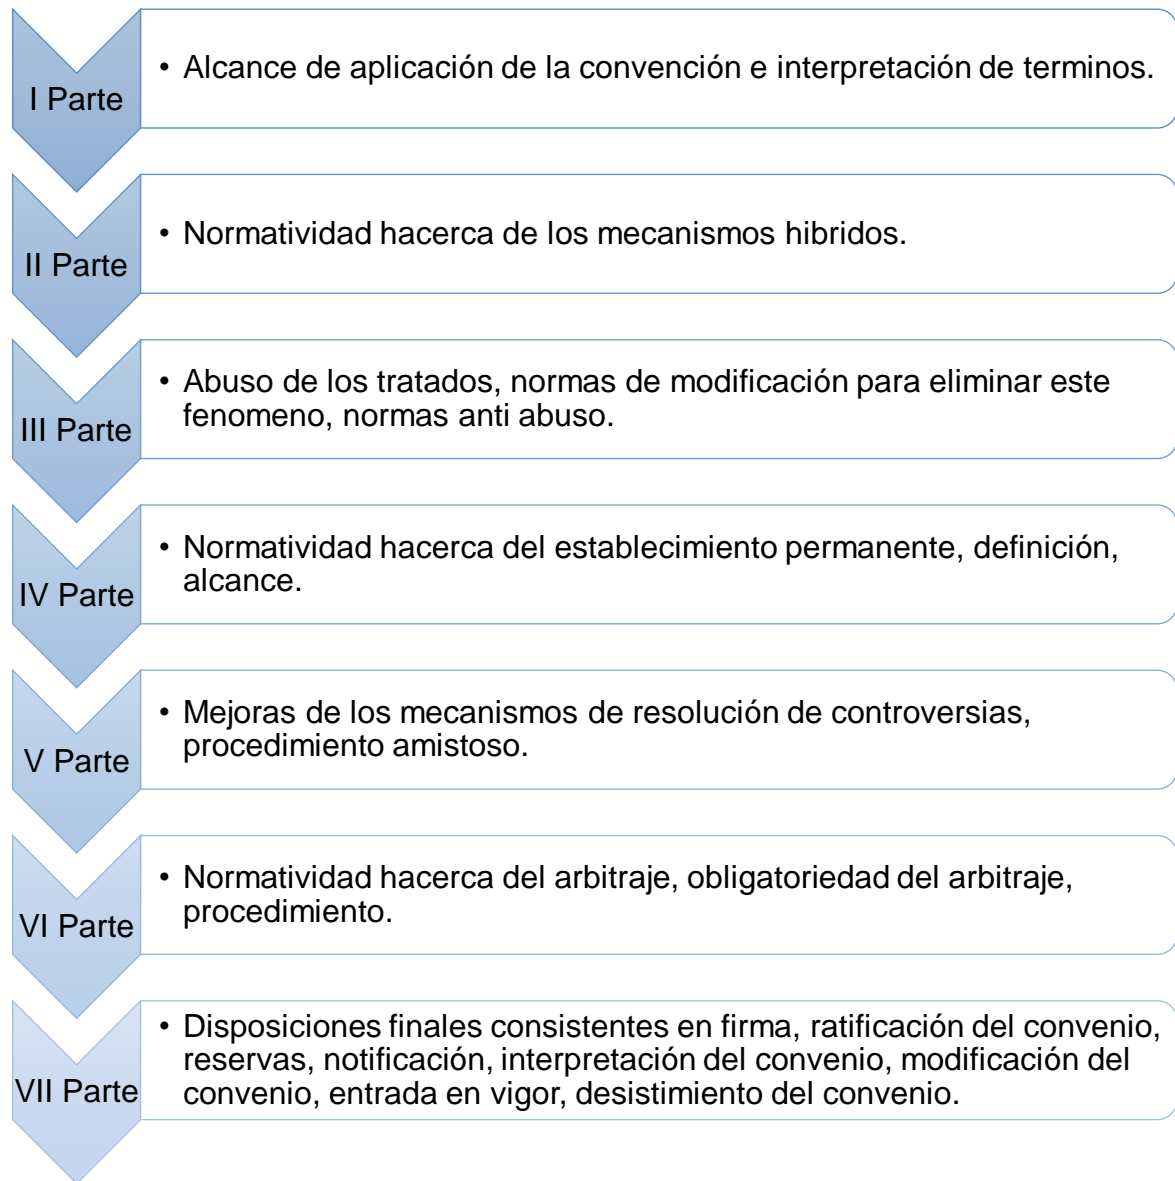 I Parte
• Alcance de aplicación de la convención e interpretación de terminos.
II Parte
• Normatividad hacerca de los mecanismos hibridos.
III Parte
• Abuso de los tratados, normas de modificación para eliminar este
fenomeno, normas anti abuso.
IV Parte
• Normatividad hacerca del establecimiento permanente, definición,
alcance.
V Parte
• Mejoras de los mecanismos de resolución de controversias,
procedimiento amistoso.
VI Parte
• Normatividad hacerca del arbitraje, obligatoriedad del arbitraje,
procedimiento.
VII Parte
• Disposiciones finales consistentes en firma, ratificación del convenio,
reservas, notificación, interpretación del convenio, modificación del
convenio, entrada en vigor, desistimiento del convenio.